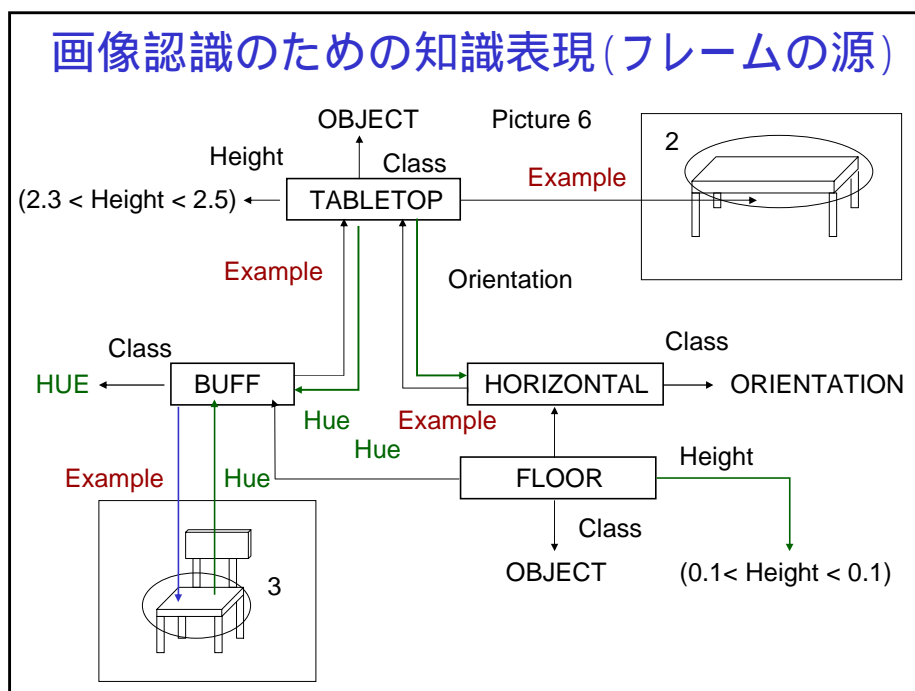 画像認識のための知識表現(フレームの源)
OBJECT
Picture 6
2
Height
Class
Example
(2.3 < Height < 2.5)
TABLETOP
Example
Orientation
Class
Class
HUE
BUFF
HORIZONTAL
ORIENTATION
Hue
Example
Hue
Height
Example
Hue
FLOOR
Class
3
OBJECT
(0.1< Height < 0.1)